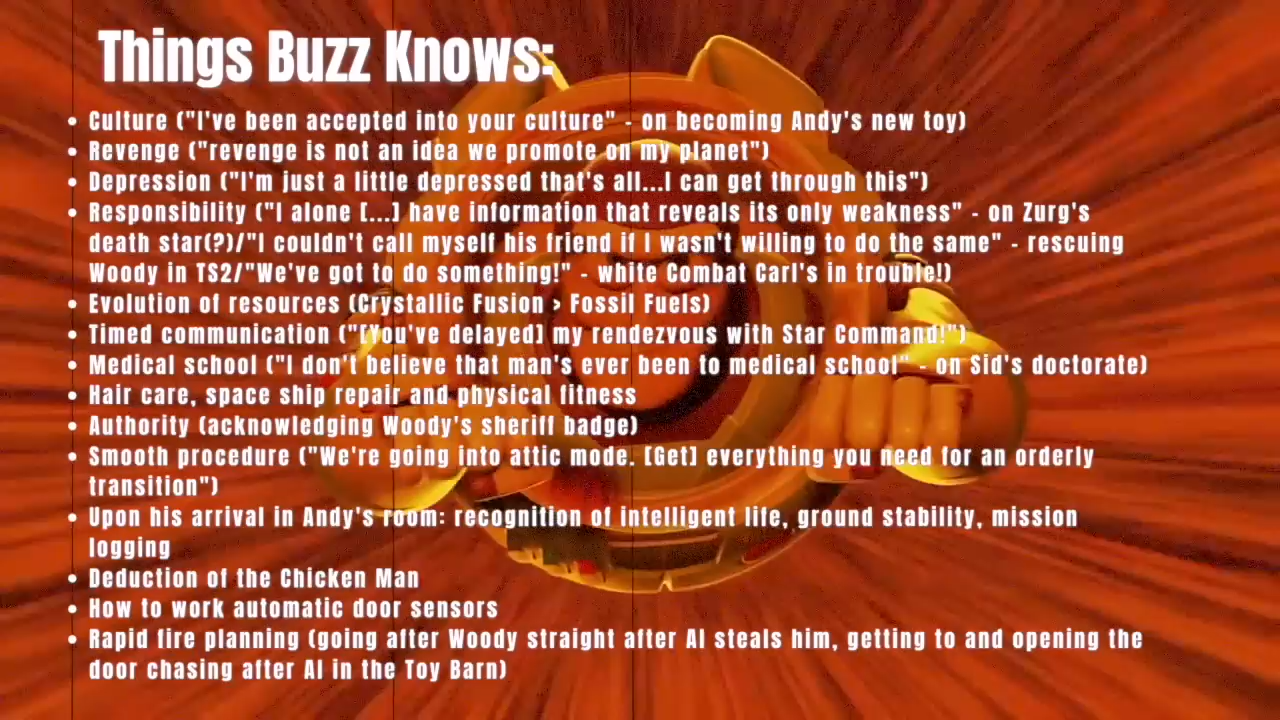 Things Buzz Knows:
• Culture ("I've been accepted into your culture" - on becoming Andy's new toy)
• Revenge ("revenge is not an idea we promote on my planet")
• Depression ("I'm just a little depressed that's all...I can get through this")
• Responsibility ("I alone [...] have information that reveals its only weakness" - on Zurg's
death star(?)/"I couldn't call myself his friend if I wasn't willing to do the same" - rescuing
Woody in TS2/"We've got to do something!" - white Combat Carl's in trouble!)
• Evolution of resources (Crystallic Fusion > Fossil Fuels)
• Timed communication ("[You've delayed] my rendezvous with Star Command!")
• Medical school ("I don't believe that man's ever been to medical school" - on Sid's doctorate)
• Hair care, space ship repair and physical fitness
• Authority (acknowledging Woody's sheriff badge)
• Smooth procedure ("We're going into attic mode. [Get] everything you need for an orderly
transition")
• Upon his arrival in Andy's room: recognition of intelligent life, ground stability, mission
logging
• Deduction of the Chicken Man
• How to work automatic door sensors
• Rapid fire planning (going after Woody straight after Al steals him, getting to and opening the
door chasing after Al in the Toy Barn)